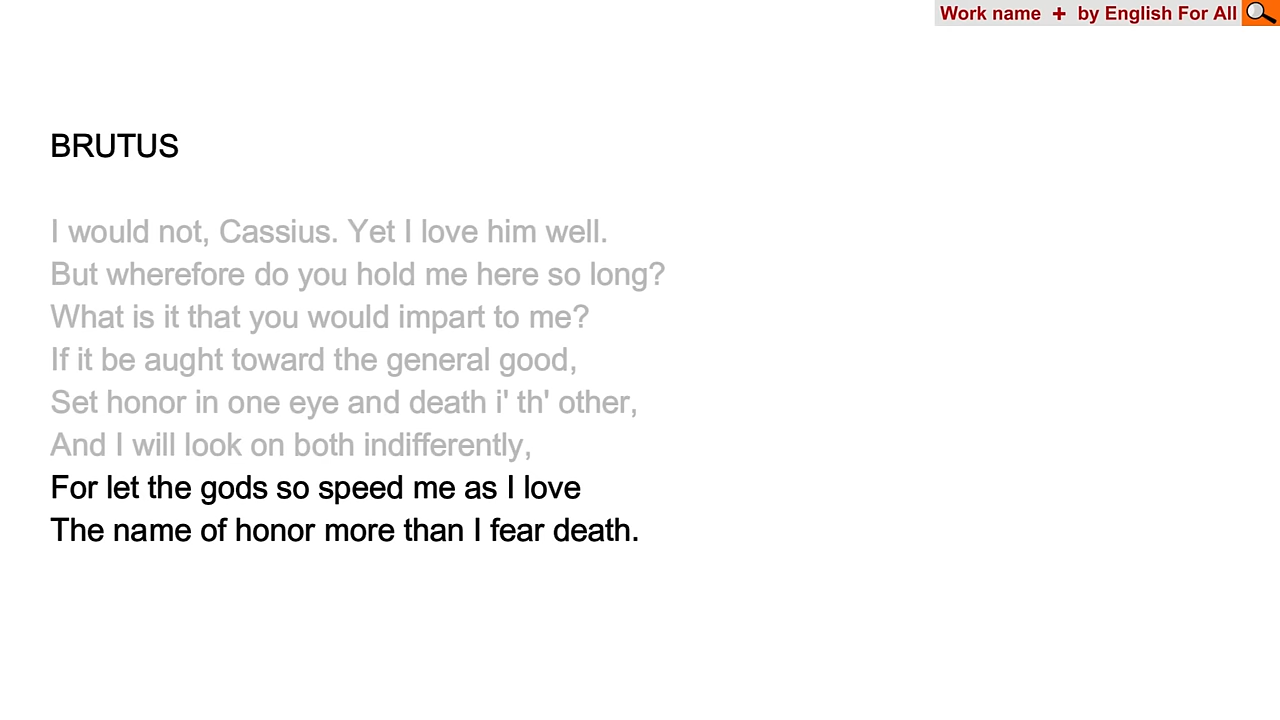 Work name + by English For All
BRUTUS
I would not, Cassius. Yet I love him well.
But wherefore do you hold me here so long?
What is it that you would impart to me?
If it be aught toward the general good,
Set honor in one eye and death i' th' other,
And I will look on both indifferently,
For let the gods so speed me as I love
The name of honor more than I fear death.